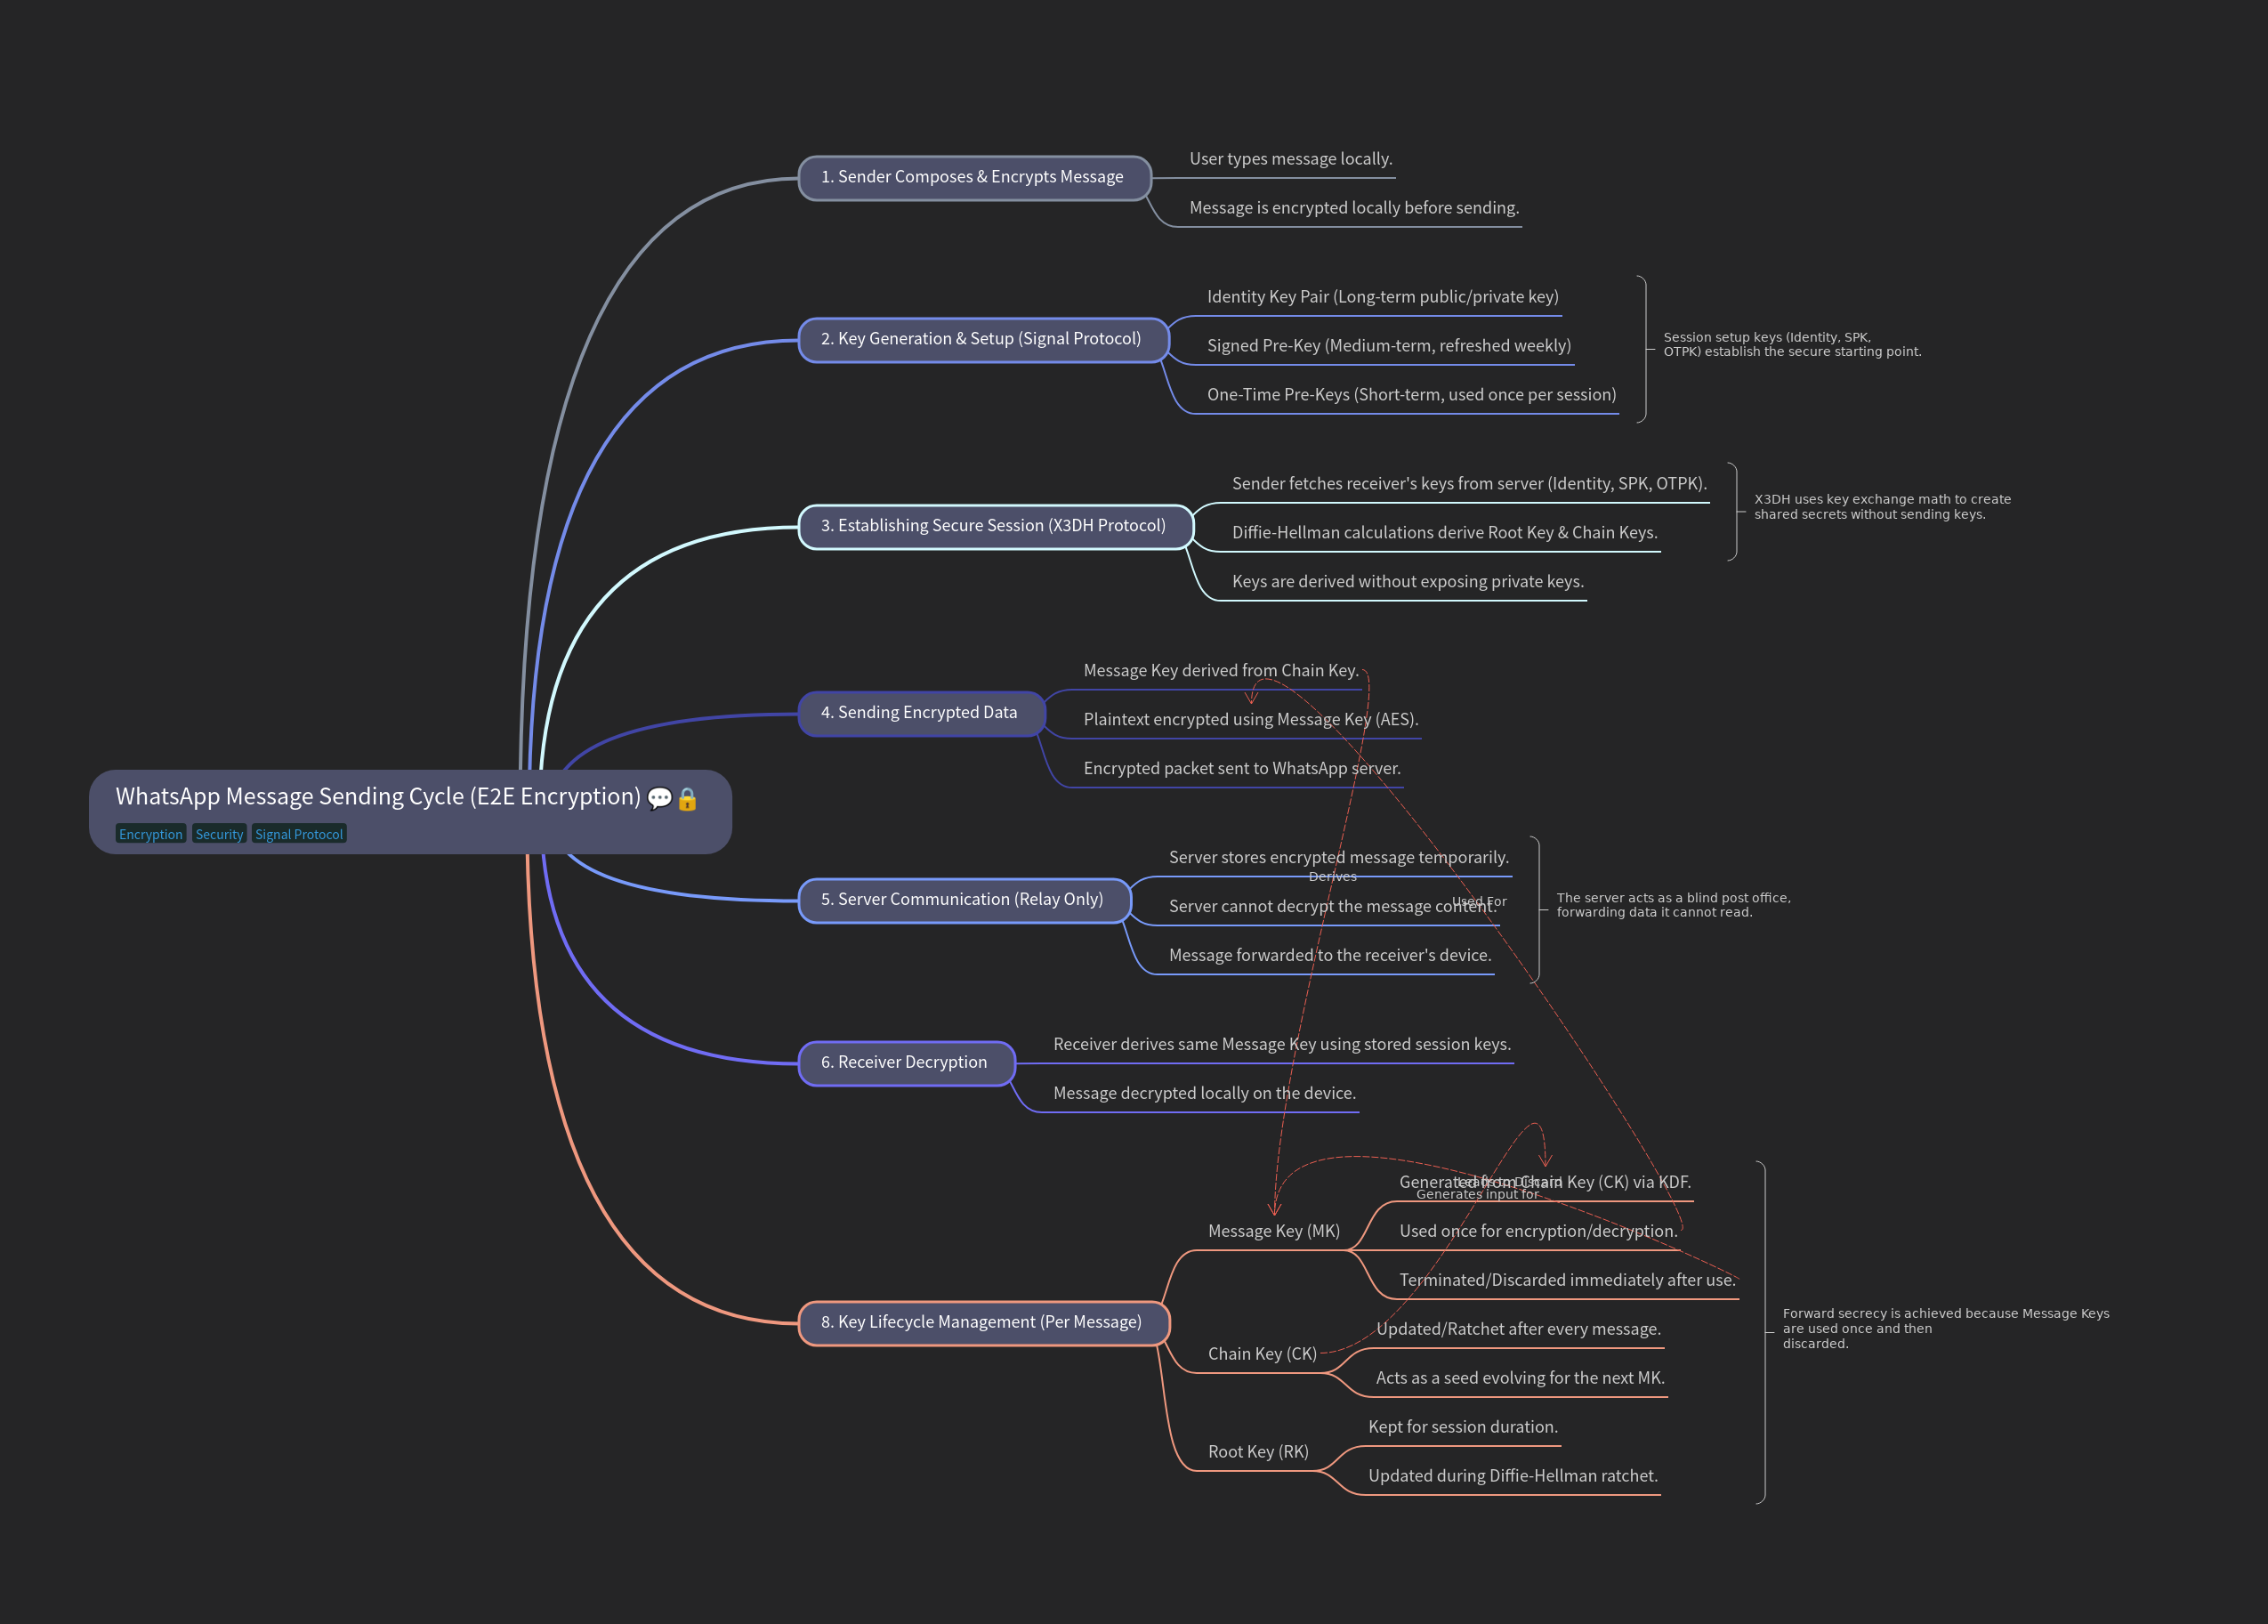 1. Sender Composes & Encrypts Message
User types message locally.
Message is encrypted locally before sending.
2. Key Generation & Setup (Signal Protocol)
Identity Key Pair (Long-term public/private key)
Signed Pre-Key (Medium-term, refreshed weekly)
One-Time Pre-Keys (Short-term, used once per session)
Session setup keys (Identity, SPK,
OTPK) establish the secure starting point.
3. Establishing Secure Session (X3DH Protocol)
Sender fetches receiver's keys from server (Identity, SPK, OTPK).
Diffie-Hellman calculations derive Root Key & Chain Keys.
Keys are derived without exposing private keys.
X3DH uses key exchange math to create
shared secrets without sending keys.
4. Sending Encrypted Data
Message Key derived from Chain Key.
Plaintext encrypted using Message Key (AES).
Encrypted packet sent to WhatsApp server.
WhatsApp Message Sending Cycle (E2E Encryption) 💬🔒
Encryption Security Signal Protocol
5. Server Communication (Relay Only)
Server stores encrypted message temporarily.
Derives
Server cannot decrypt the message content.
Used For
Message forwarded to the receiver's device.
The server acts as a blind post office,
forwarding data it cannot read.
6. Receiver Decryption
Receiver derives same Message Key using stored session keys.
Message decrypted locally on the device.
8. Key Lifecycle Management (Per Message)
Message Key (MK)
Generated from Chain Key (CK) via KDF.
Leads to Discard
Generates input for
Used once for encryption/decryption.
Terminated/Discarded immediately after use.
Chain Key (CK)
Updated/Ratchet after every message.
Acts as a seed evolving for the next MK.
Root Key (RK)
Kept for session duration.
Updated during Diffie-Hellman ratchet.
Forward secrecy is achieved because Message Keys
are used once and then
discarded.